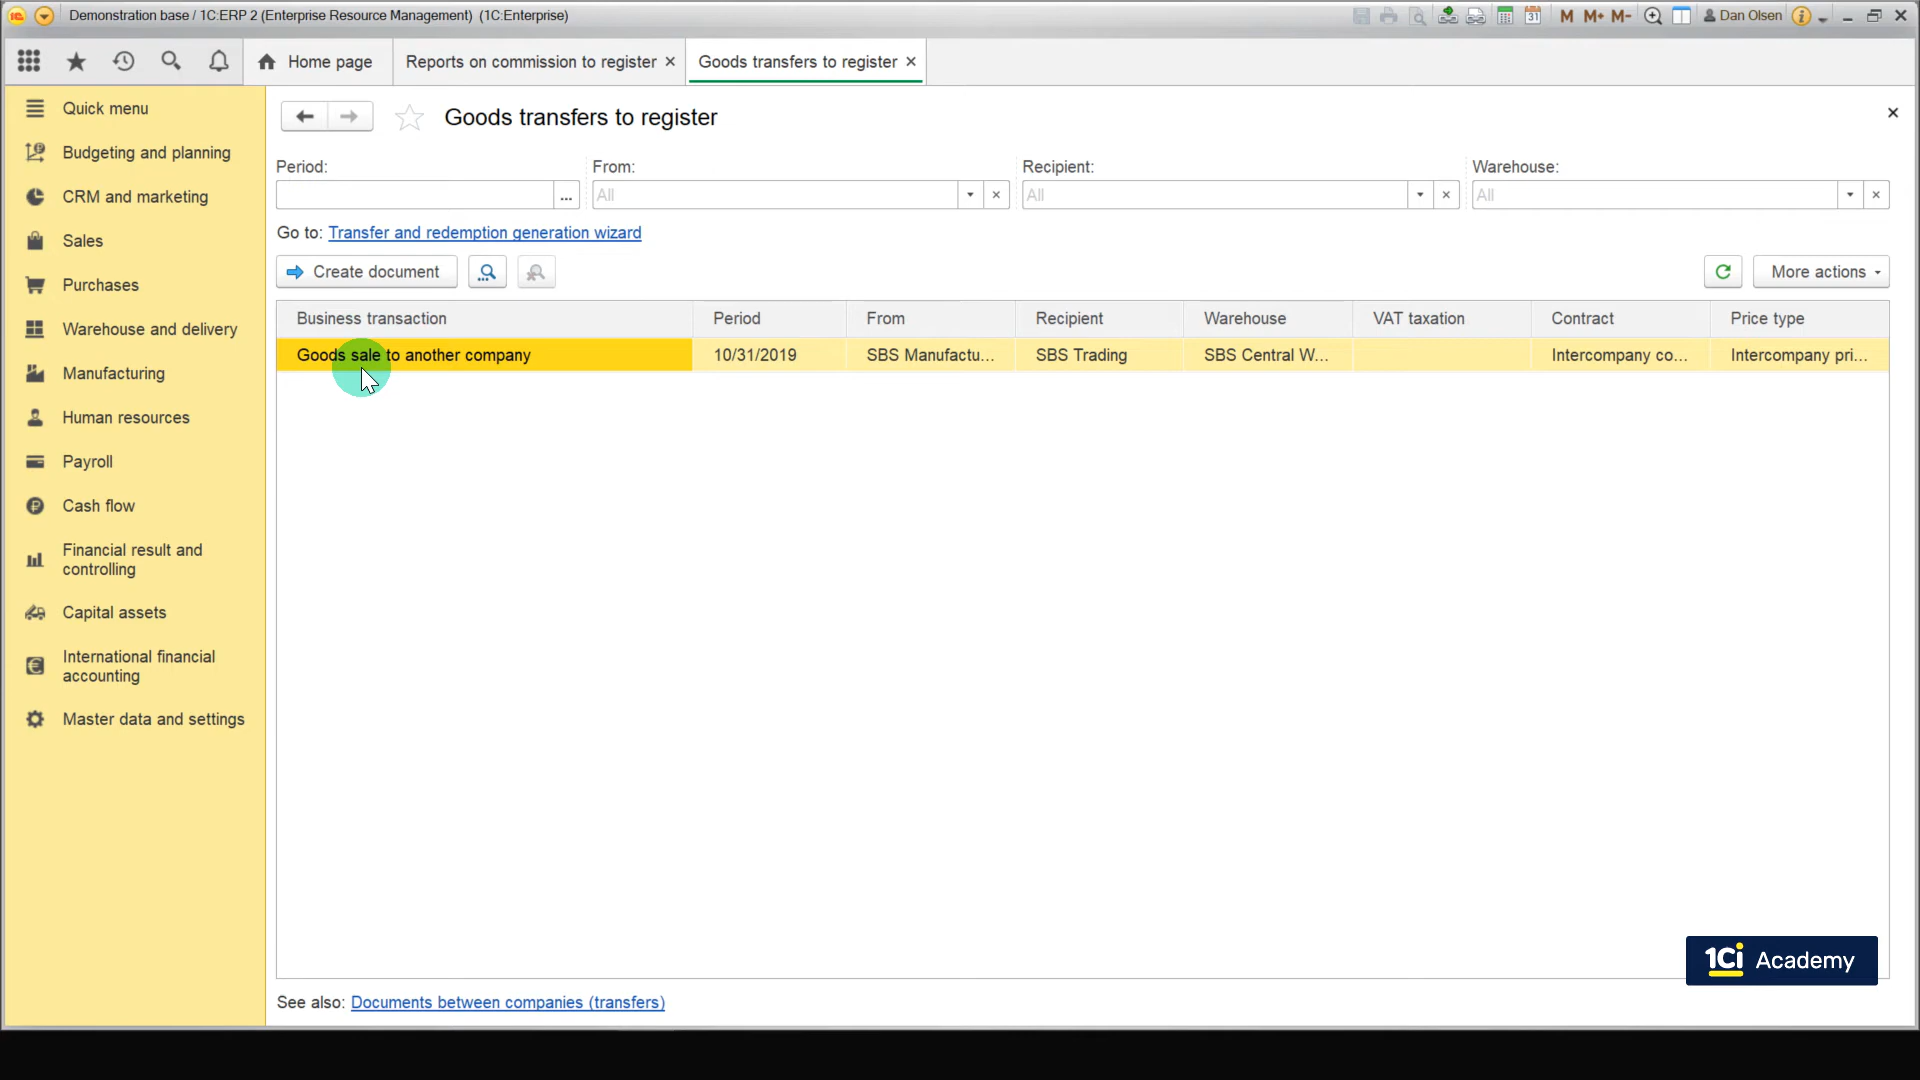 Demonstration base / 1C:ERP 2 (Enterprise Resource Management) (1C:Enterprise)
M M+ M- Dan Olsen
Home page
Reports on commission to register
Goods transfers to register
Quick menu
Budgeting and planning
CRM and marketing
Sales
Purchases
Warehouse and delivery
Manufacturing
Human resources
Payroll
Cash flow
Financial result and
controlling
Capital assets
International financial
accounting
Master data and settings
Goods transfers to register
Period: From: Recipient: Warehouse:
... All All All
Go to: Transfer and redemption generation wizard
Create document More actions
Business transaction Period From Recipient Warehouse VAT taxation Contract Price type
Goods sale to another company 10/31/2019 SBS Manufactu... SBS Trading SBS Central W... Intercompany co... Intercompany pri...
1Ci Academy
See also: Documents between companies (transfers)